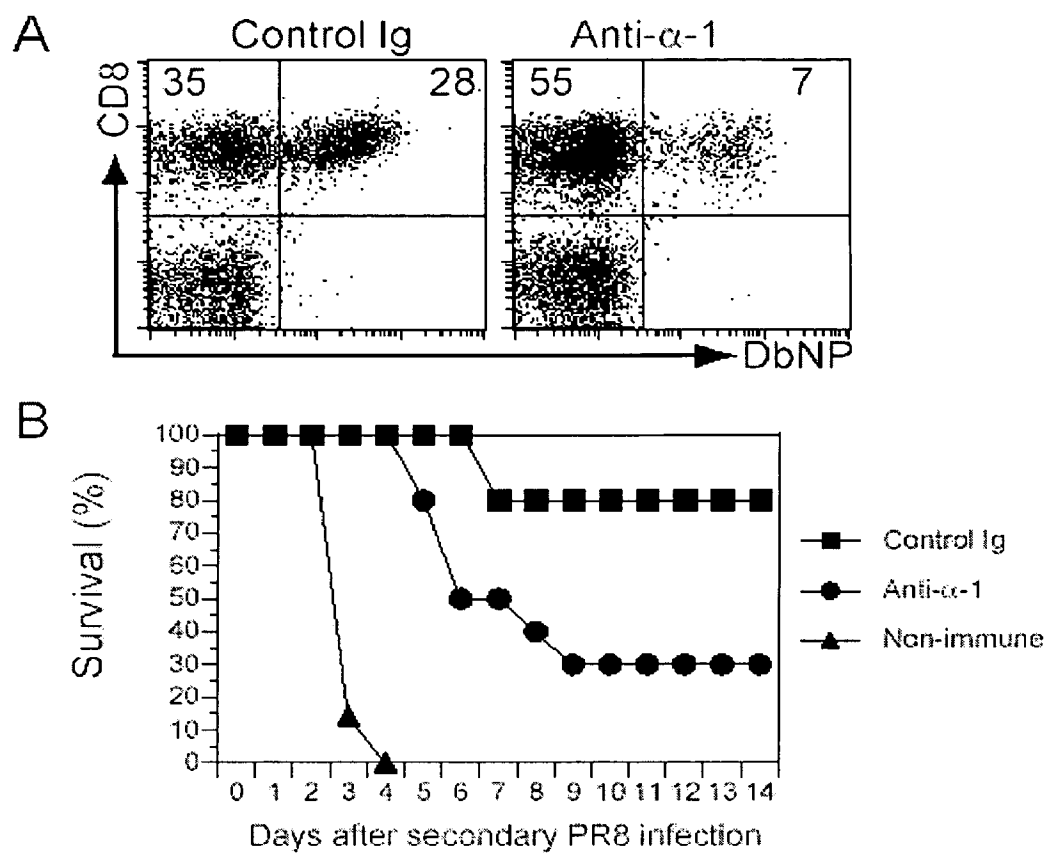 A
Control Ig
Anti-α-1
CD8
35
28
55
7
DbNP
B
Survival (%)
100
90
80
70
60
50
40
30
20
10
0
0 1 2 3 4 5 6 7 8 9 10 11 12 13 14
Days after secondary PR8 infection
Control Ig
Anti-α-1
Non-immune